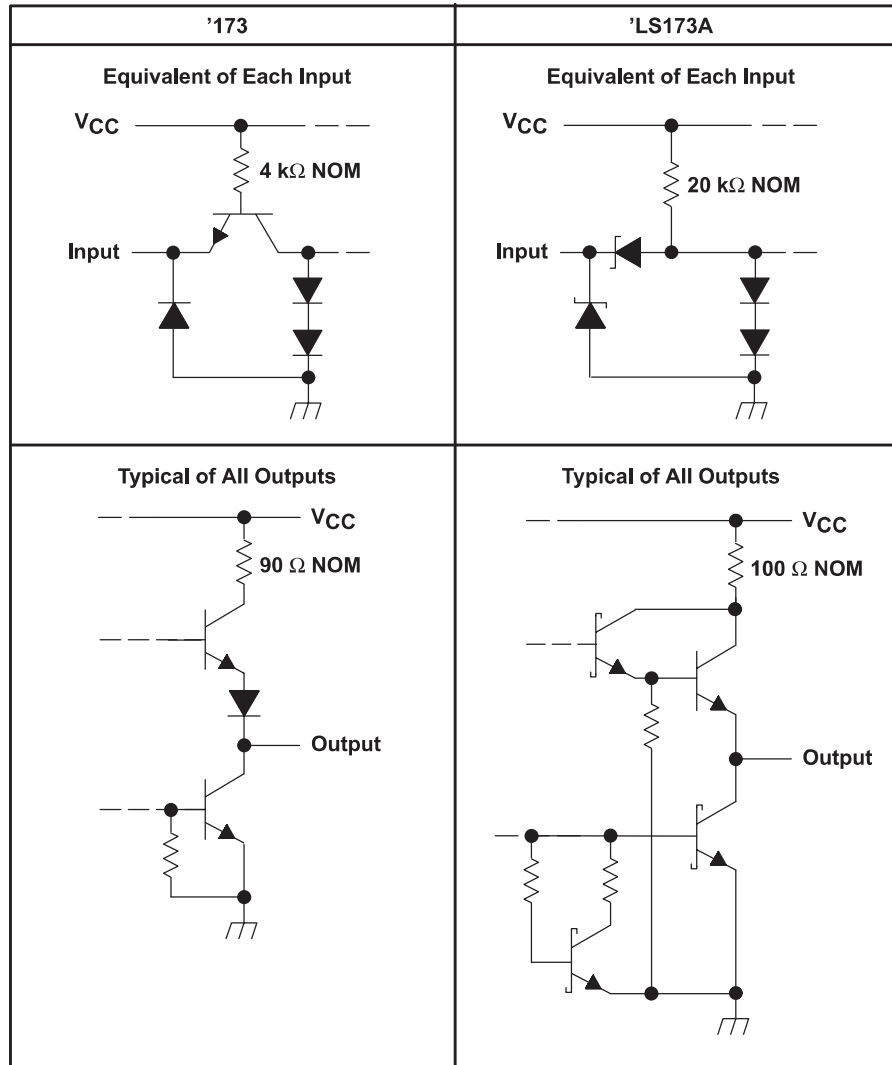 '173
'LS173A
Equivalent of Each Input
VCC
4 kΩ NOM
Input
Equivalent of Each Input
VCC
20 kΩ NOM
Input
Typical of All Outputs
VCC
90 Ω NOM
Output
Typical of All Outputs
VCC
100 Ω NOM
Output